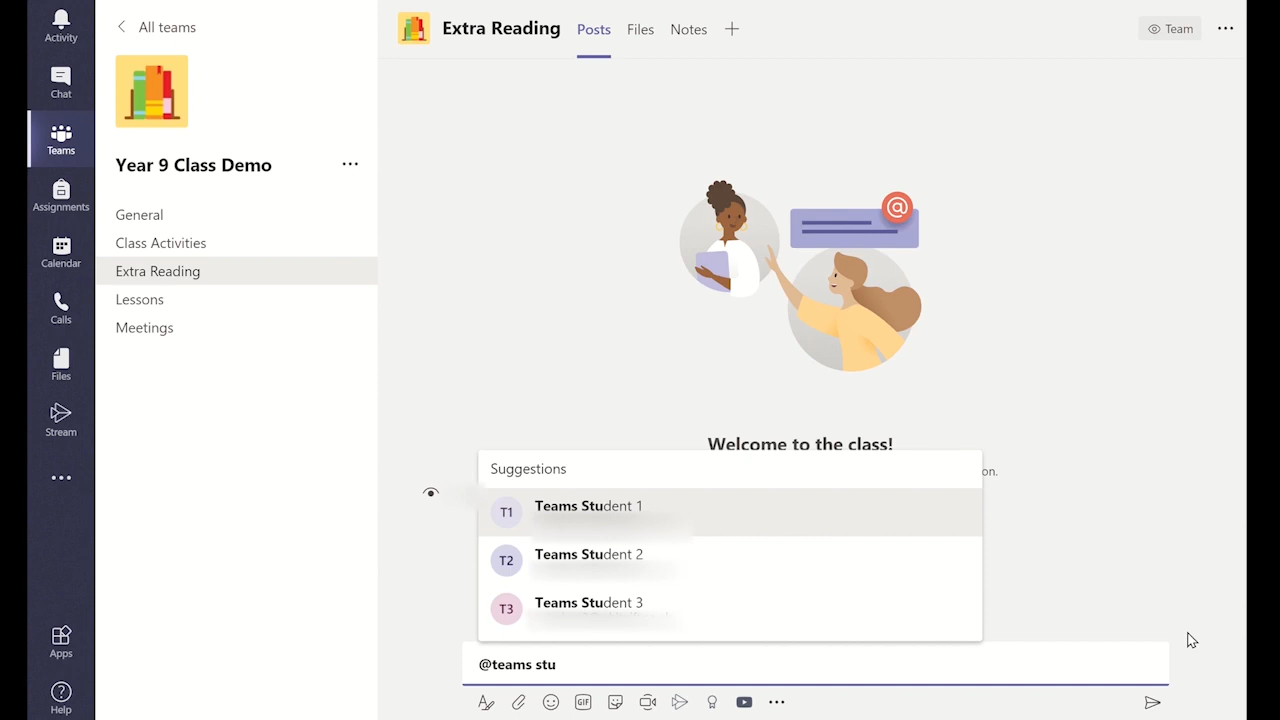 Activity
Chat
Teams
Assignments
Calendar
Calls
Files
Stream
Apps
Help
All teams
Year 9 Class Demo
General
Class Activities
Extra Reading
Lessons
Meetings
Extra Reading
Posts
Files
Notes
Team
@
Welcome to the class!
on.
Suggestions
T1 Teams Student 1
T2 Teams Student 2
T3 Teams Student 3
@teams stu
GIF